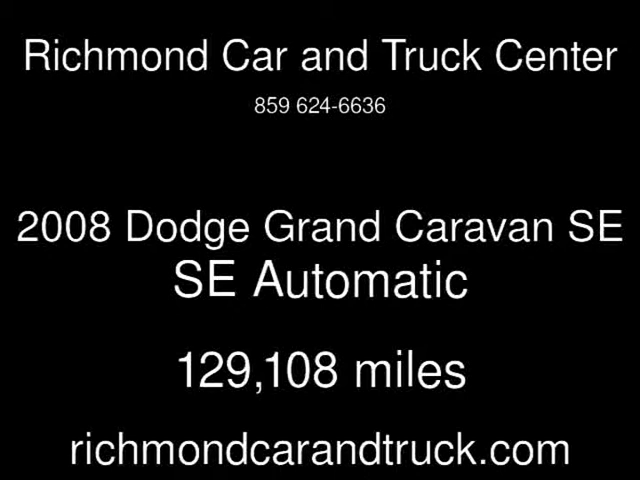 Richmond Car and Truck Center
859 624-6636
2008 Dodge Grand Caravan SE
SE Automatic
129,108 miles
richmondcarandtruck.com